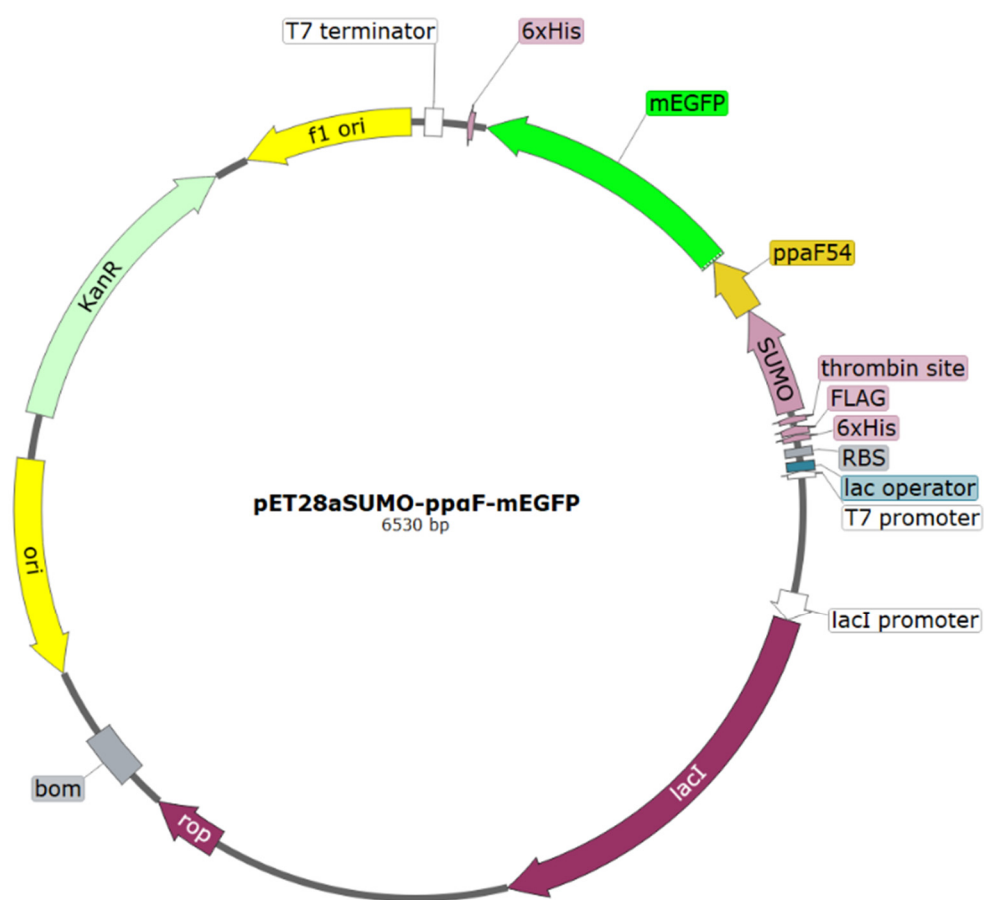 T7 terminator
6xHis
mEGFP
f1 ori
ppaF54
KanR
SUMO
thrombin site
FLAG
6xHis
RBS
lac operator
T7 promoter
pET28aSUMO-ppαF-mEGFP
6530 bp
ori
lacI promoter
lacI
bom
rop